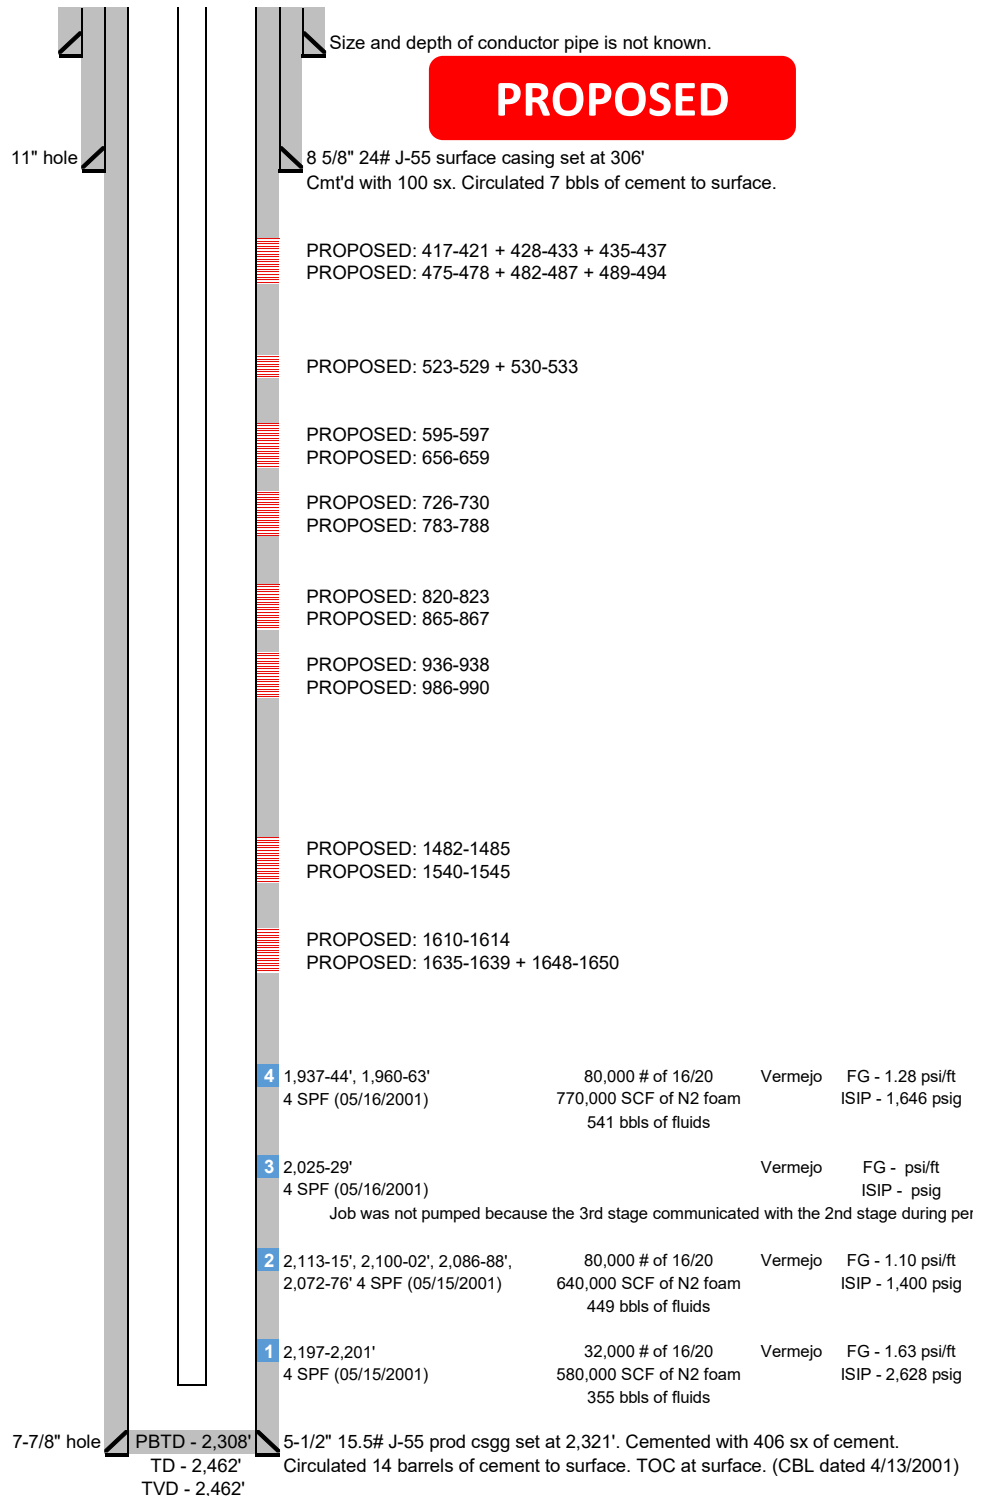 Size and depth of conductor pipe is not known.
PROPOSED
11" hole
8 5/8" 24# J-55 surface casing set at 306'
Cmt'd with 100 sx. Circulated 7 bbls of cement to surface.
PROPOSED: 417-421 + 428-433 + 435-437
PROPOSED: 475-478 + 482-487 + 489-494
PROPOSED: 523-529 + 530-533
PROPOSED: 595-597
PROPOSED: 656-659
PROPOSED: 726-730
PROPOSED: 783-788
PROPOSED: 820-823
PROPOSED: 865-867
PROPOSED: 936-938
PROPOSED: 986-990
PROPOSED: 1482-1485
PROPOSED: 1540-1545
PROPOSED: 1610-1614
PROPOSED: 1635-1639 + 1648-1650
4 1,937-44', 1,960-63' 80,000 # of 16/20 Vermejo FG - 1.28 psi/ft
4 SPF (05/16/2001) 770,000 SCF of N2 foam ISIP - 1,646 psig
541 bbls of fluids
3 2,025-29' Vermejo FG - psi/ft
4 SPF (05/16/2001) ISIP - psig
Job was not pumped because the 3rd stage communicated with the 2nd stage during per
2 2,113-15', 2,100-02', 2,086-88', 80,000 # of 16/20 Vermejo FG - 1.10 psi/ft
2,072-76' 4 SPF (05/15/2001) 640,000 SCF of N2 foam ISIP - 1,400 psig
449 bbls of fluids
1 2,197-2,201' 32,000 # of 16/20 Vermejo FG - 1.63 psi/ft
4 SPF (05/15/2001) 580,000 SCF of N2 foam ISIP - 2,628 psig
355 bbls of fluids
7-7/8" hole PBTD - 2,308' 5-1/2" 15.5# J-55 prod csgg set at 2,321'. Cemented with 406 sx of cement.
TD - 2,462' Circulated 14 barrels of cement to surface. TOC at surface. (CBL dated 4/13/2001)
TVD - 2,462'